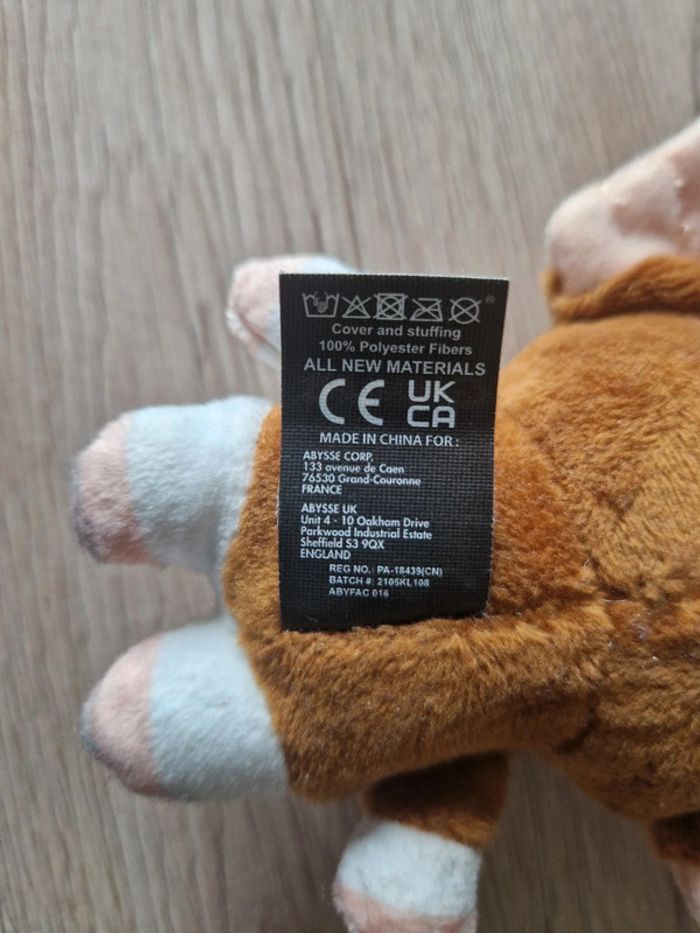 Cover and stuffing
100% Polyester Fibers
ALL NEW MATERIALS
CE UK
CA
MADE IN CHINA FOR :
ABYSSE CORP.
133 avenue de Caen
76530 Grand-Couronne
FRANCE
ABYSSE UK
Unit 4 - 10 Oakham Drive
Parkwood Industrial Estate
Sheffield S3 9QX
ENGLAND
REG NO.: PA-18439(CN)
BATCH #: 2105KL108
ABYFAC 016